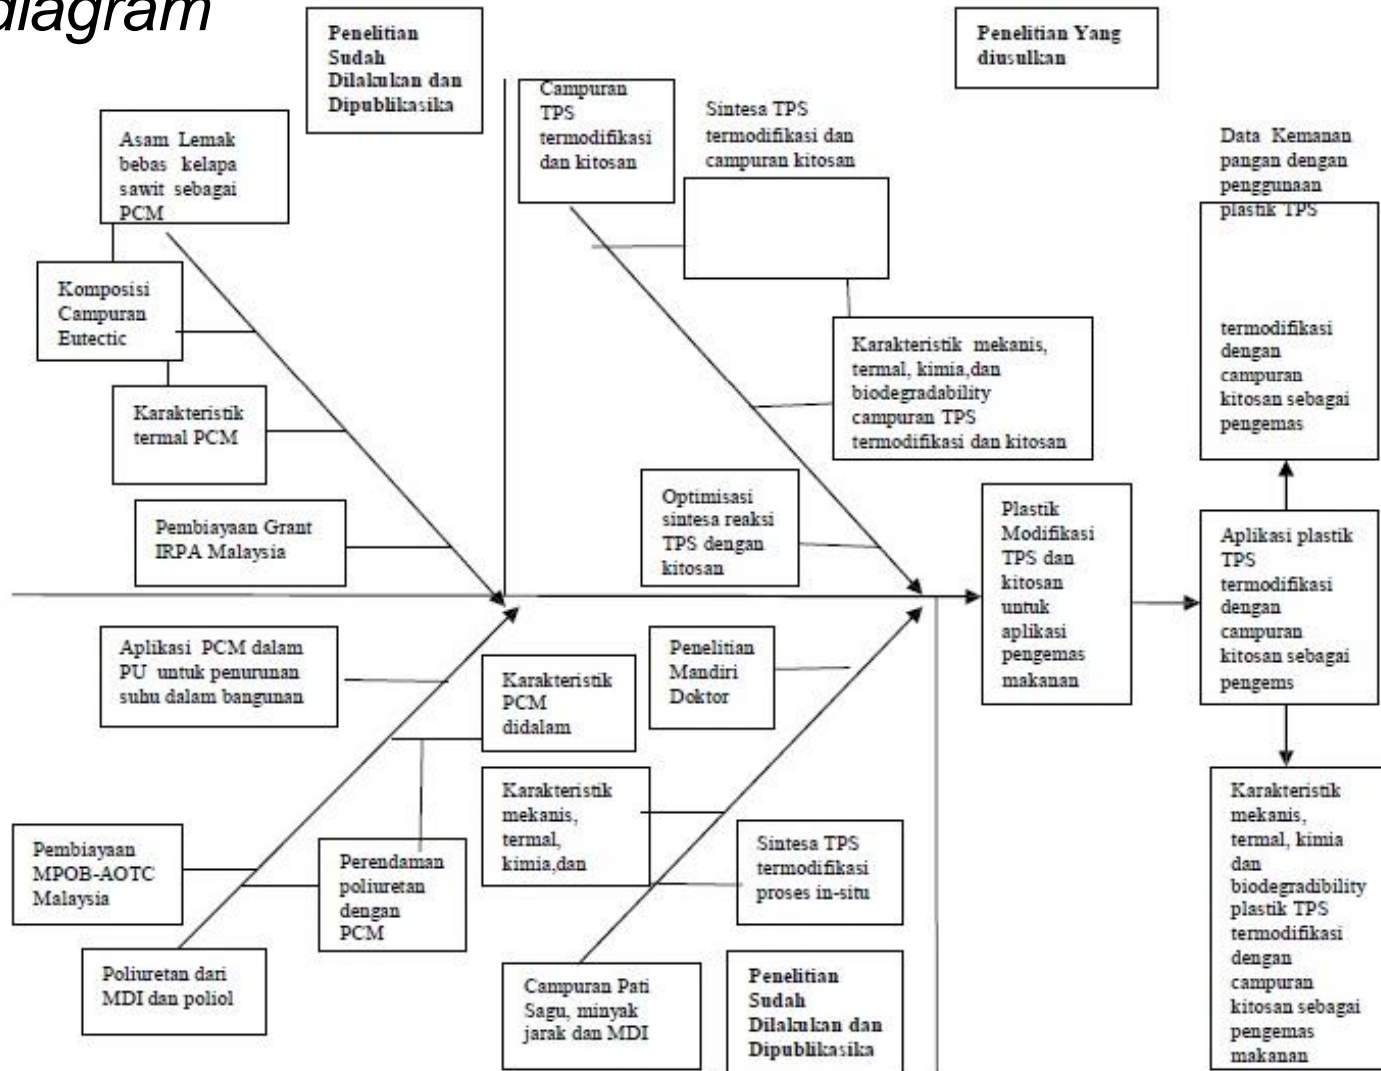 diagram
Penelitian
Sudah
Dilakukan dan
Dipublikasika
Penelitian Yang
diusulkan
Asam Lemak
bebas kelapa
sawit sebagai
PCM
Campuran
TPS
termodifikasi
dan kitosan
Sintesa TPS
termodifikasi dan
campuran kitosan
Data Kemanan
pangan dengan
penggunaan
plastik TPS
termodifikasi
dengan
campuran
kitosan sebagai
pengemas
Komposisi
Campuran
Eutectic
Karakteristik mekanis,
termal, kimia,dan
biodegradability
campuran TPS
termodifikasi dan kitosan
Karakteristik
termal PCM
Pembiayaan Grant
IRPA Malaysia
Optimisasi
sintesa reaksi
TPS dengan
kitosan
Plastik
Modifikasi
TPS dan
kitosan
untuk
aplikasi
pengemas
makanan
Aplikasi plastik
TPS
termodifikasi
dengan
campuran
kitosan sebagai
pengems
Aplikasi PCM dalam
PU untuk penurunan
suhu dalam bangunan
Karakteristik
PCM
didalam
Penelitian
Mandiri
Doktor
Karakteristik
mekanis,
termal,
kimia,dan
Sintesa TPS
termodifikasi
proses in-situ
Pembiayaan
MPOB-AOTC
Malaysia
Perendaman
poliuretan
dengan
PCM
Poliuretan dari
MDI dan poliol
Campuran Pati
Sagu, minyak
jarak dan MDI
Penelitian
Sudah
Dilakukan dan
Dipublikasika
Karakteristik
mekanis,
termal, kimia
dan
biodegradibility
plastik TPS
termodifikasi
dengan
campuran
kitosan sebagai
pengemas
makanan